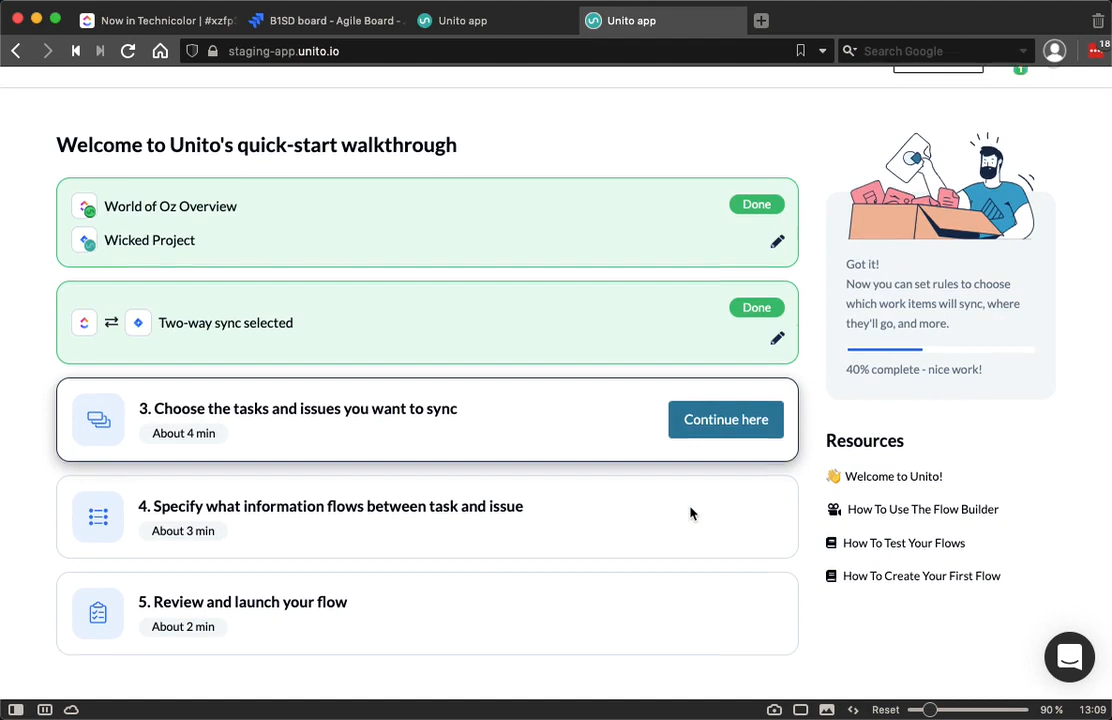 Now in Technicolor | #xzfp
B1SD board - Agile Board -
Unito app
Unito app
staging-app.unito.io
Search Google
18
Welcome to Unito's quick-start walkthrough
World of Oz Overview
Done
Wicked Project
Two-way sync selected
Done
3. Choose the tasks and issues you want to sync
About 4 min
Continue here
4. Specify what information flows between task and issue
About 3 min
5. Review and launch your flow
About 2 min
Got it!
Now you can set rules to choose
which work items will sync, where
they'll go, and more.
40% complete - nice work!
Resources
Welcome to Unito!
How To Use The Flow Builder
How To Test Your Flows
How To Create Your First Flow
Reset
90 %
13:09